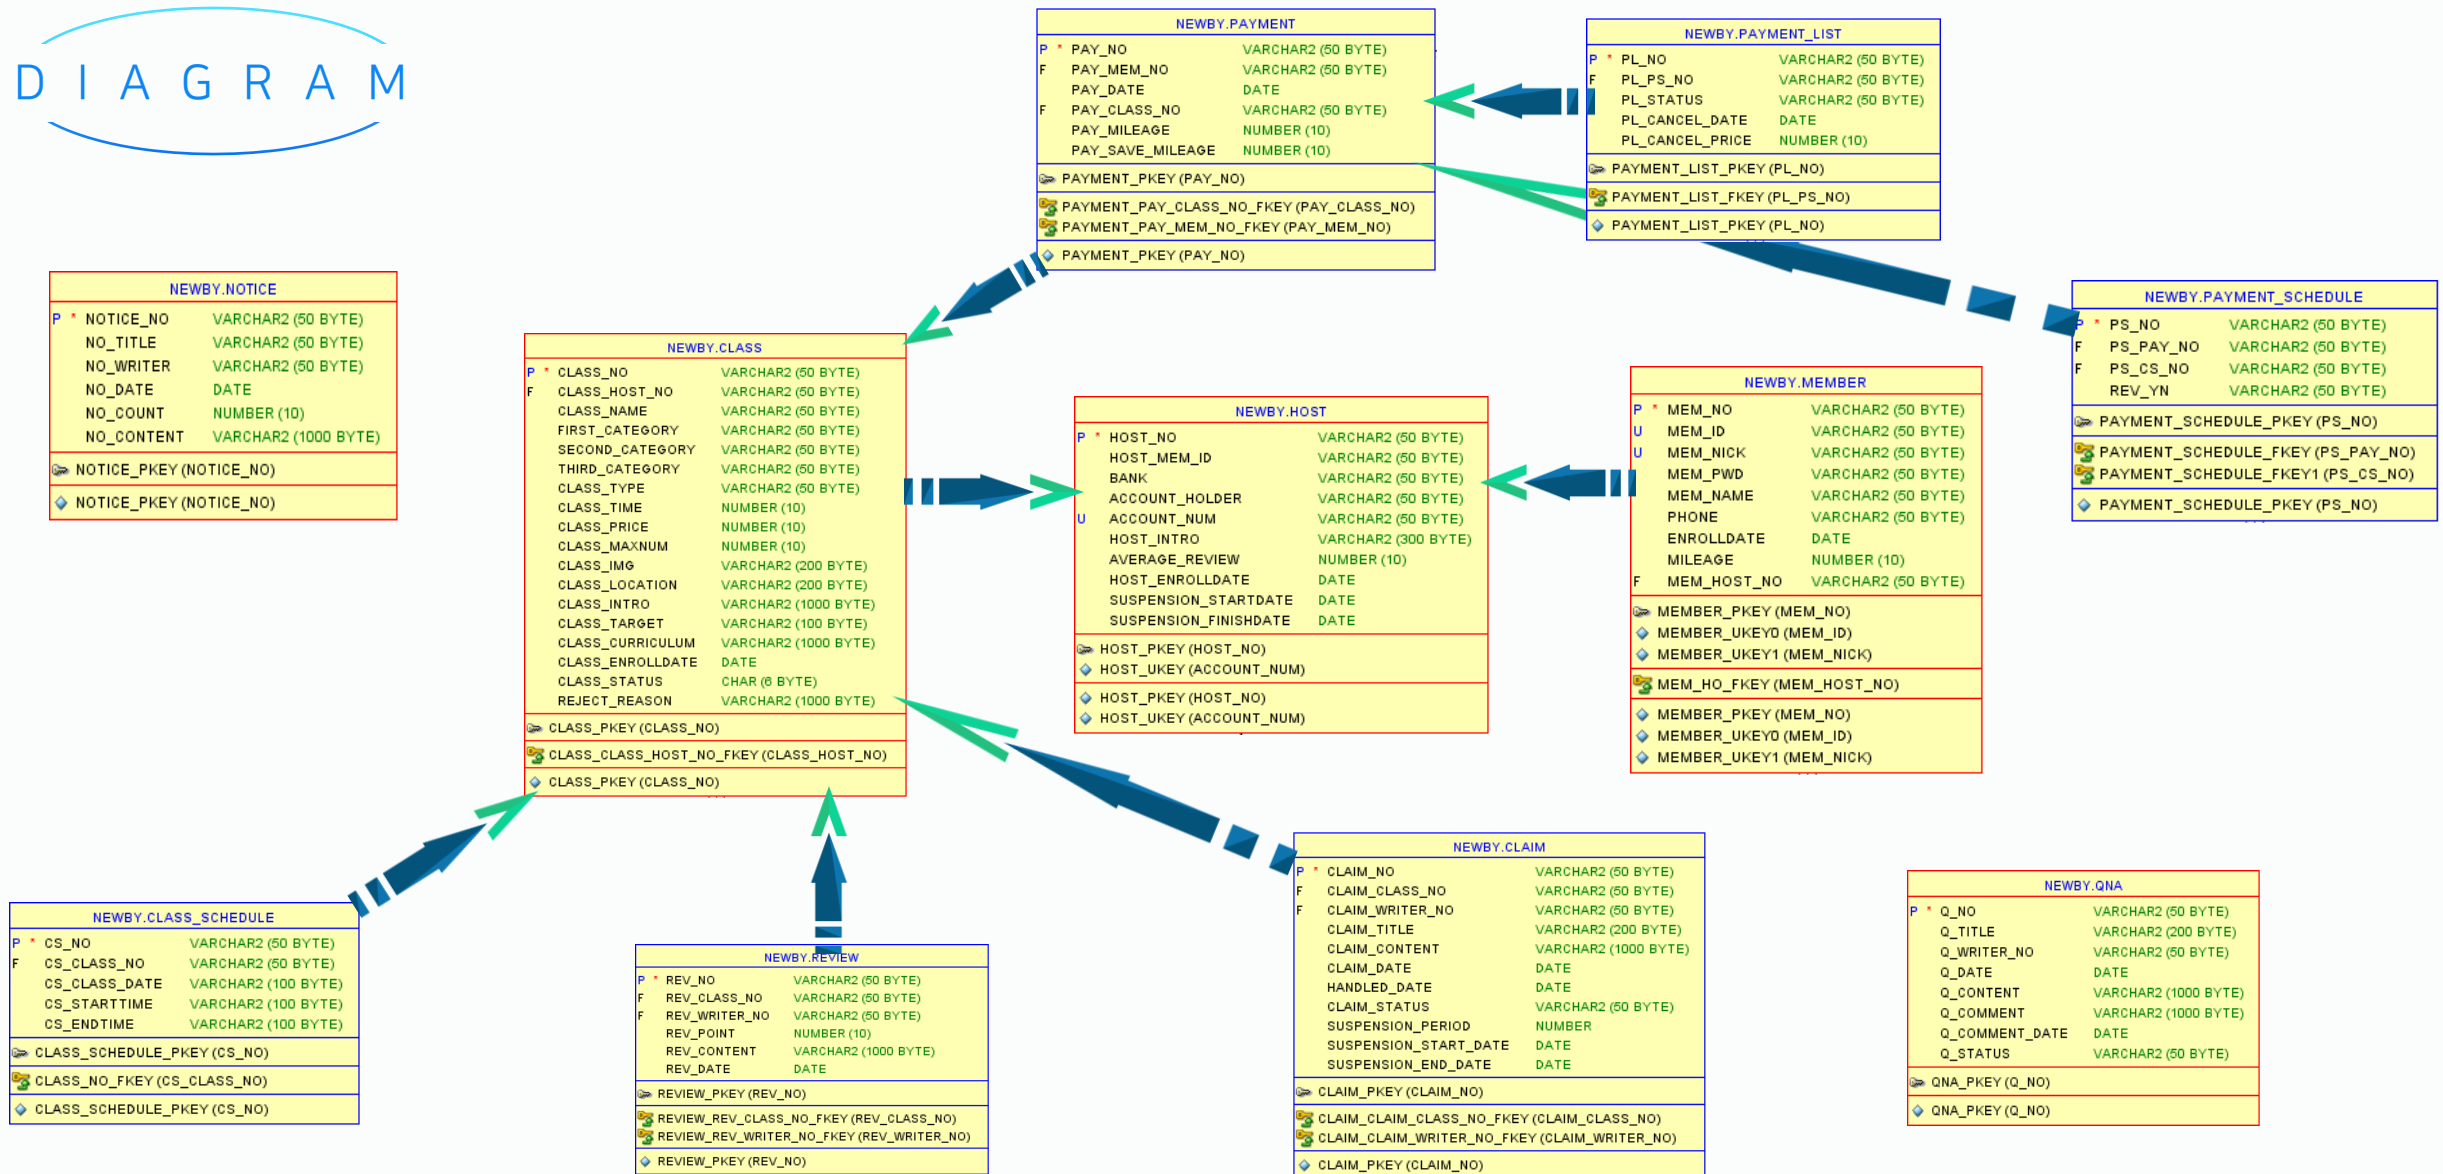 D I A G R A M
NEWBY.PAYMENT
P * PAY_NO VARCHAR2 (50 BYTE)
F PAY_MEM_NO VARCHAR2 (50 BYTE)
PAY_DATE DATE
F PAY_CLASS_NO VARCHAR2 (50 BYTE)
PAY_MILEAGE NUMBER (10)
PAY_SAVE_MILEAGE NUMBER (10)
PAYMENT_PKEY (PAY_NO)
PAYMENT_PAY_CLASS_NO_FKEY (PAY_CLASS_NO)
PAYMENT_PAY_MEM_NO_FKEY (PAY_MEM_NO)
PAYMENT_PKEY (PAY_NO)
NEWBY.PAYMENT_LIST
P * PL_NO VARCHAR2 (50 BYTE)
F PL_PS_NO VARCHAR2 (50 BYTE)
PL_STATUS VARCHAR2 (50 BYTE)
PL_CANCEL_DATE DATE
PL_CANCEL_PRICE NUMBER (10)
PAYMENT_LIST_PKEY (PL_NO)
PAYMENT_LIST_FKEY (PL_PS_NO)
PAYMENT_LIST_PKEY (PL_NO)
NEWBY.NOTICE
P * NOTICE_NO VARCHAR2 (50 BYTE)
NO_TITLE VARCHAR2 (50 BYTE)
NO_WRITER VARCHAR2 (50 BYTE)
NO_DATE DATE
NO_COUNT NUMBER (10)
NO_CONTENT VARCHAR2 (1000 BYTE)
NOTICE_PKEY (NOTICE_NO)
NOTICE_PKEY (NOTICE_NO)
NEWBY.CLASS
P * CLASS_NO VARCHAR2 (50 BYTE)
F CLASS_HOST_NO VARCHAR2 (50 BYTE)
CLASS_NAME VARCHAR2 (50 BYTE)
FIRST_CATEGORY VARCHAR2 (50 BYTE)
SECOND_CATEGORY VARCHAR2 (50 BYTE)
THIRD_CATEGORY VARCHAR2 (50 BYTE)
CLASS_TYPE VARCHAR2 (50 BYTE)
CLASS_TIME NUMBER (10)
CLASS_PRICE NUMBER (10)
CLASS_MAXNUM NUMBER (10)
CLASS_IMG VARCHAR2 (200 BYTE)
CLASS_LOCATION VARCHAR2 (200 BYTE)
CLASS_INTRO VARCHAR2 (1000 BYTE)
CLASS_TARGET VARCHAR2 (100 BYTE)
CLASS_CURRICULUM VARCHAR2 (1000 BYTE)
CLASS_ENROLLDATE DATE
CLASS_STATUS CHAR (6 BYTE)
REJECT_REASON VARCHAR2 (1000 BYTE)
CLASS_PKEY (CLASS_NO)
CLASS_CLASS_HOST_NO_FKEY (CLASS_HOST_NO)
CLASS_PKEY (CLASS_NO)
NEWBY.HOST
P * HOST_NO VARCHAR2 (50 BYTE)
HOST_MEM_ID VARCHAR2 (50 BYTE)
BANK VARCHAR2 (50 BYTE)
ACCOUNT_HOLDER VARCHAR2 (50 BYTE)
U ACCOUNT_NUM VARCHAR2 (50 BYTE)
HOST_INTRO VARCHAR2 (300 BYTE)
AVERAGE_REVIEW NUMBER (10)
HOST_ENROLLDATE DATE
SUSPENSION_STARTDATE DATE
SUSPENSION_FINISHDATE DATE
HOST_PKEY (HOST_NO)
HOST_UKEY (ACCOUNT_NUM)
HOST_PKEY (HOST_NO)
HOST_UKEY (ACCOUNT_NUM)
NEWBY.MEMBER
P * MEM_NO VARCHAR2 (50 BYTE)
U MEM_ID VARCHAR2 (50 BYTE)
U MEM_NICK VARCHAR2 (50 BYTE)
MEM_PWD VARCHAR2 (50 BYTE)
MEM_NAME VARCHAR2 (50 BYTE)
PHONE VARCHAR2 (50 BYTE)
ENROLLDATE DATE
MILEAGE NUMBER (10)
F MEM_HOST_NO VARCHAR2 (50 BYTE)
MEMBER_PKEY (MEM_NO)
MEMBER_UKEY0 (MEM_ID)
MEMBER_UKEY1 (MEM_NICK)
MEM_HO_FKEY (MEM_HOST_NO)
MEMBER_PKEY (MEM_NO)
MEMBER_UKEY0 (MEM_ID)
MEMBER_UKEY1 (MEM_NICK)
NEWBY.PAYMENT_SCHEDULE
P * PS_NO VARCHAR2 (50 BYTE)
F PS_PAY_NO VARCHAR2 (50 BYTE)
F PS_CS_NO VARCHAR2 (50 BYTE)
REV_YN VARCHAR2 (50 BYTE)
PAYMENT_SCHEDULE_PKEY (PS_NO)
PAYMENT_SCHEDULE_FKEY (PS_PAY_NO)
PAYMENT_SCHEDULE_FKEY1 (PS_CS_NO)
PAYMENT_SCHEDULE_PKEY (PS_NO)
NEWBY.CLASS_SCHEDULE
P * CS_NO VARCHAR2 (50 BYTE)
F CS_CLASS_NO VARCHAR2 (50 BYTE)
CS_CLASS_DATE VARCHAR2 (100 BYTE)
CS_STARTTIME VARCHAR2 (100 BYTE)
CS_ENDTIME VARCHAR2 (100 BYTE)
CLASS_SCHEDULE_PKEY (CS_NO)
CLASS_NO_FKEY (CS_CLASS_NO)
CLASS_SCHEDULE_PKEY (CS_NO)
NEWBY.REVIEW
P * REV_NO VARCHAR2 (50 BYTE)
F REV_CLASS_NO VARCHAR2 (50 BYTE)
F REV_WRITER_NO VARCHAR2 (50 BYTE)
REV_POINT NUMBER (10)
REV_CONTENT VARCHAR2 (1000 BYTE)
REV_DATE DATE
REVIEW_PKEY (REV_NO)
REVIEW_REV_CLASS_NO_FKEY (REV_CLASS_NO)
REVIEW_REV_WRITER_NO_FKEY (REV_WRITER_NO)
REVIEW_PKEY (REV_NO)
NEWBY.CLAIM
P * CLAIM_NO VARCHAR2 (50 BYTE)
F CLAIM_CLASS_NO VARCHAR2 (50 BYTE)
F CLAIM_WRITER_NO VARCHAR2 (50 BYTE)
CLAIM_TITLE VARCHAR2 (200 BYTE)
CLAIM_CONTENT VARCHAR2 (1000 BYTE)
CLAIM_DATE DATE
HANDLED_DATE DATE
CLAIM_STATUS VARCHAR2 (50 BYTE)
SUSPENSION_PERIOD NUMBER
SUSPENSION_START_DATE DATE
SUSPENSION_END_DATE DATE
CLAIM_PKEY (CLAIM_NO)
CLAIM_CLAIM_CLASS_NO_FKEY (CLAIM_CLASS_NO)
CLAIM_CLAIM_WRITER_NO_FKEY (CLAIM_WRITER_NO)
CLAIM_PKEY (CLAIM_NO)
NEWBY.QNA
P * Q_NO VARCHAR2 (50 BYTE)
Q_TITLE VARCHAR2 (200 BYTE)
Q_WRITER_NO VARCHAR2 (50 BYTE)
Q_DATE DATE
Q_CONTENT VARCHAR2 (1000 BYTE)
Q_COMMENT VARCHAR2 (1000 BYTE)
Q_COMMENT_DATE DATE
Q_STATUS VARCHAR2 (50 BYTE)
QNA_PKEY (Q_NO)
QNA_PKEY (Q_NO)